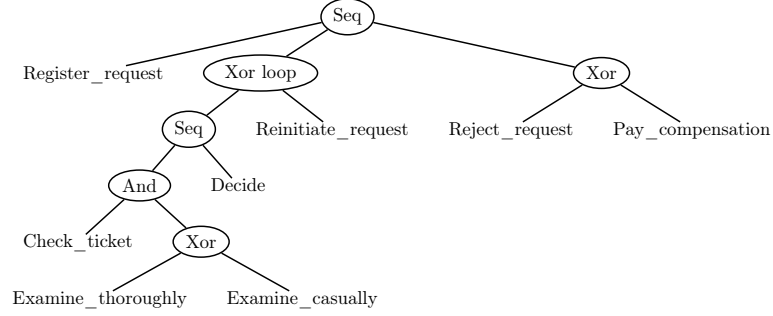 Seq
Register_request
Xor loop
Xor
Seq
Reinitiate_request
Reject_request
Pay_compensation
And
Decide
Check_ticket
Xor
Examine_thoroughly
Examine_casually